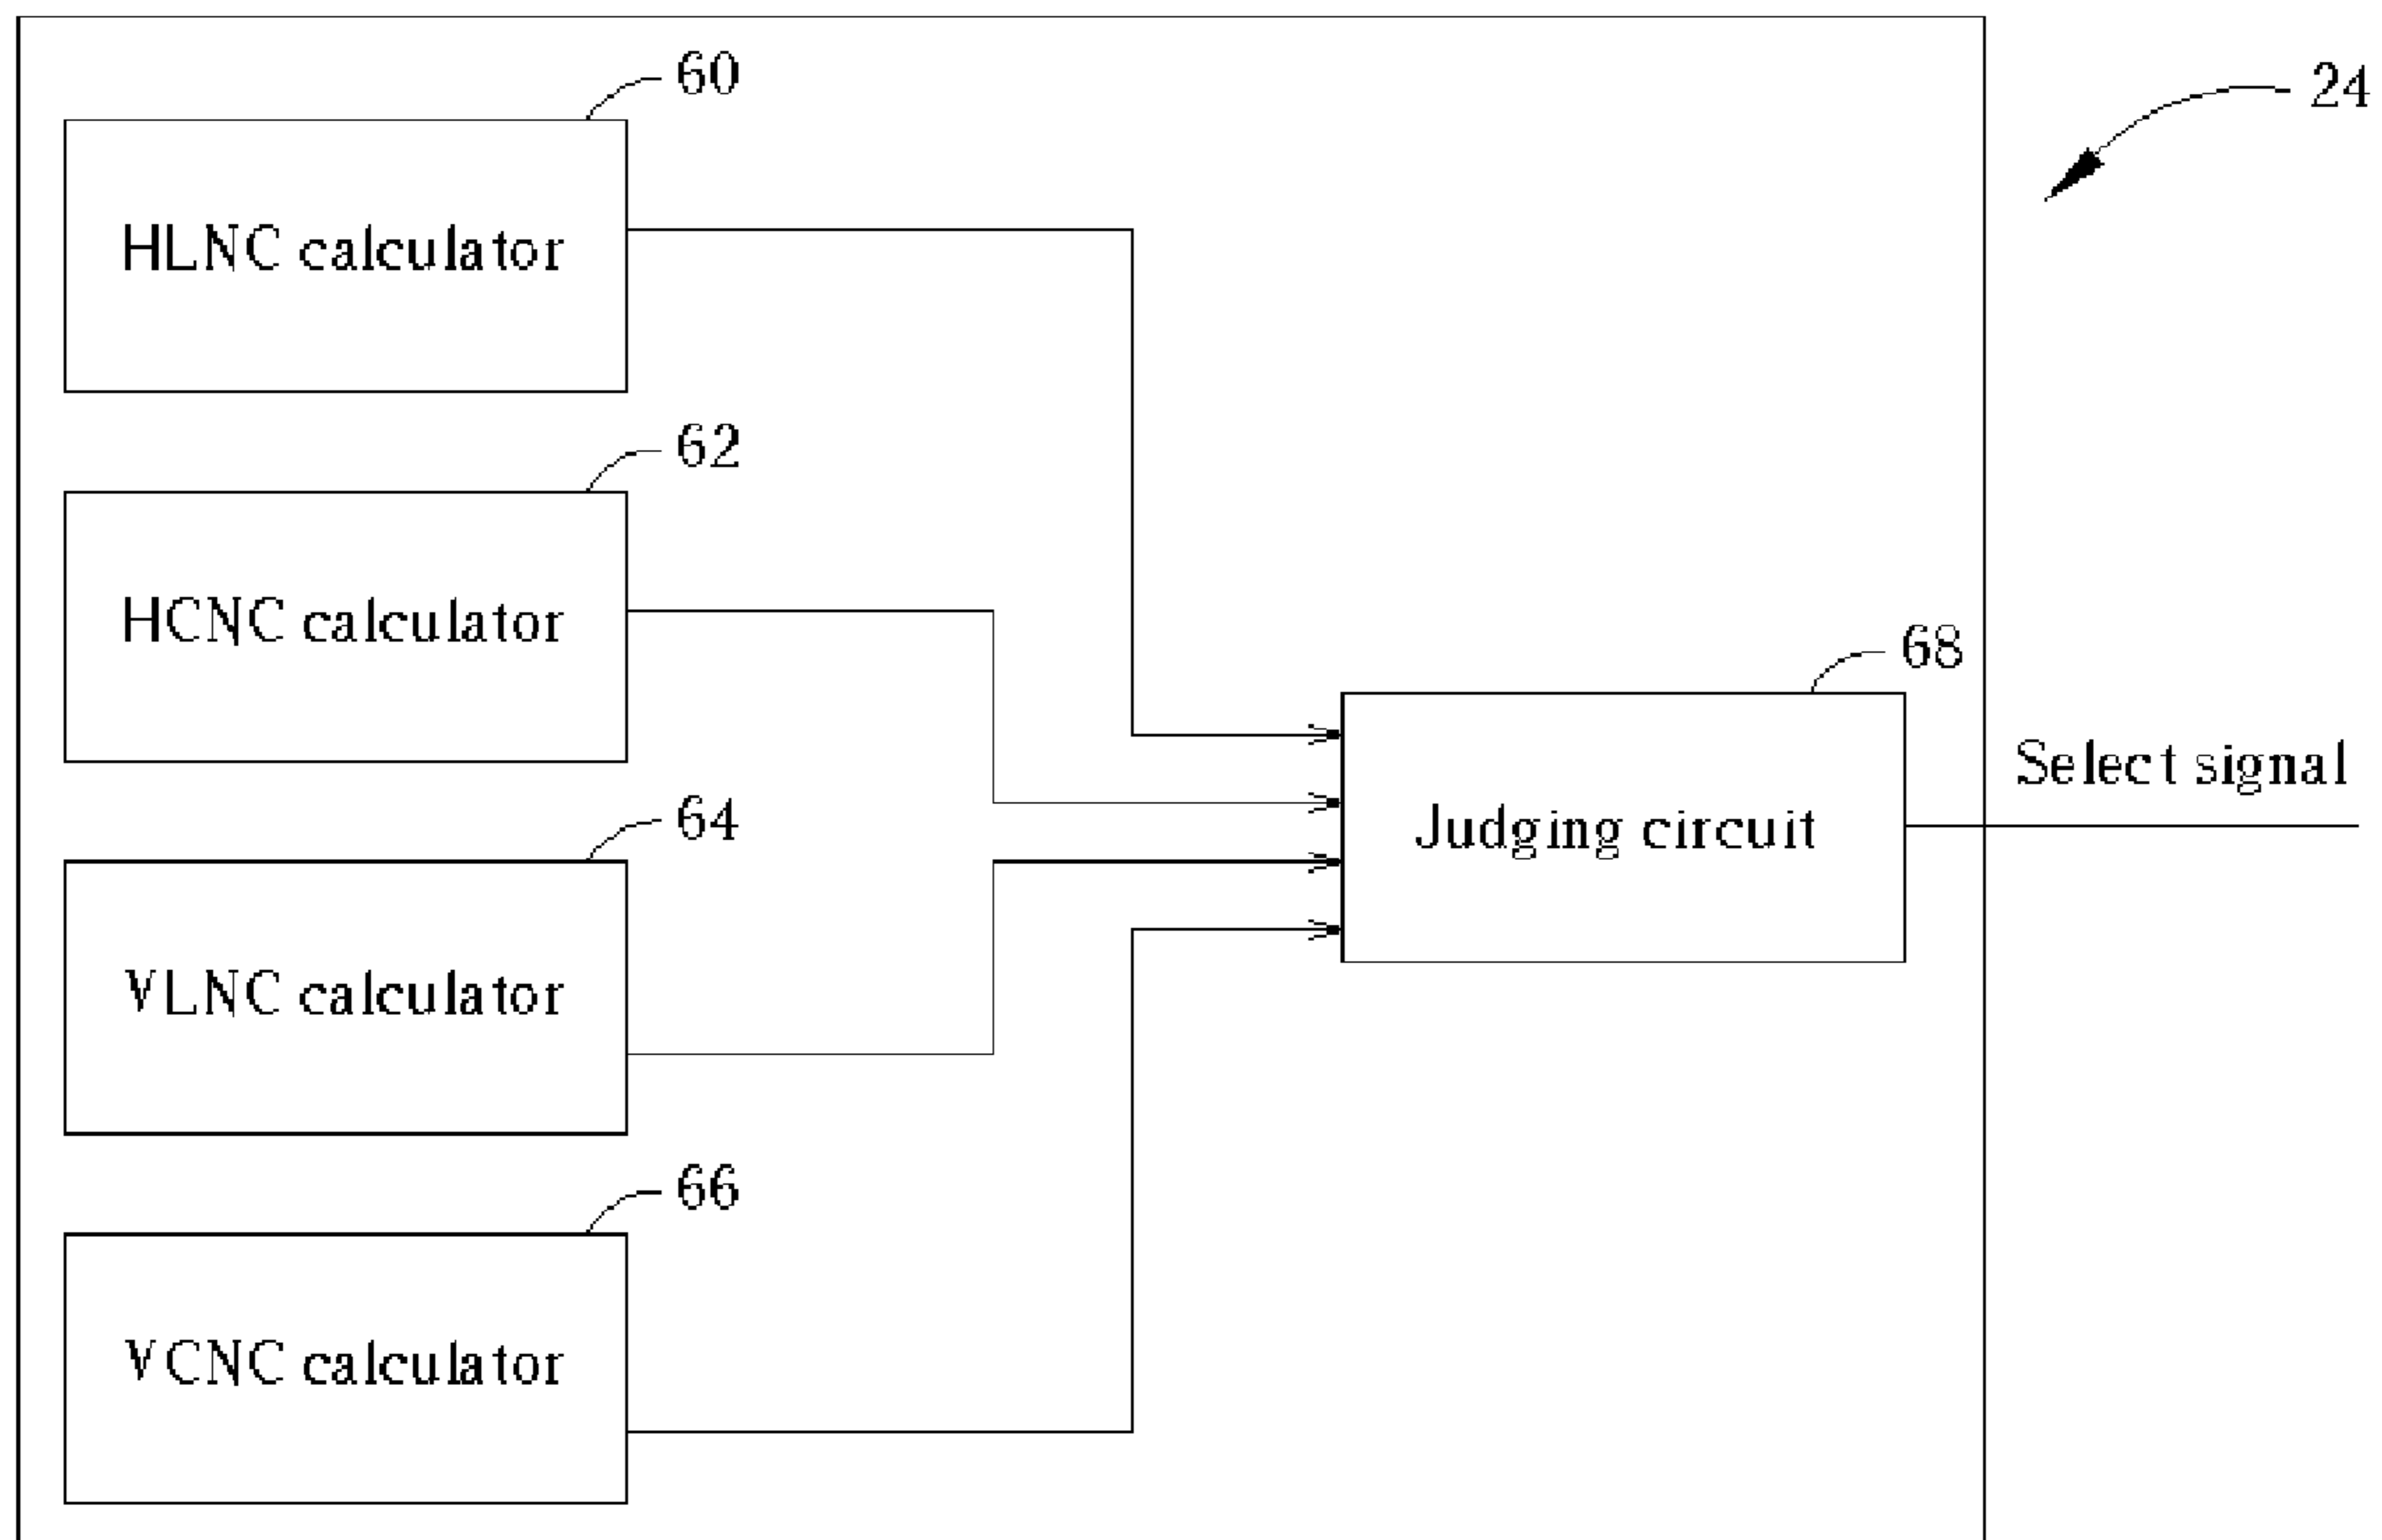 60
24
HLNC calculator
62
HCNC calculator
68
Select signal
64
Judging circuit
VLNC calculator
66
VCNC calculator